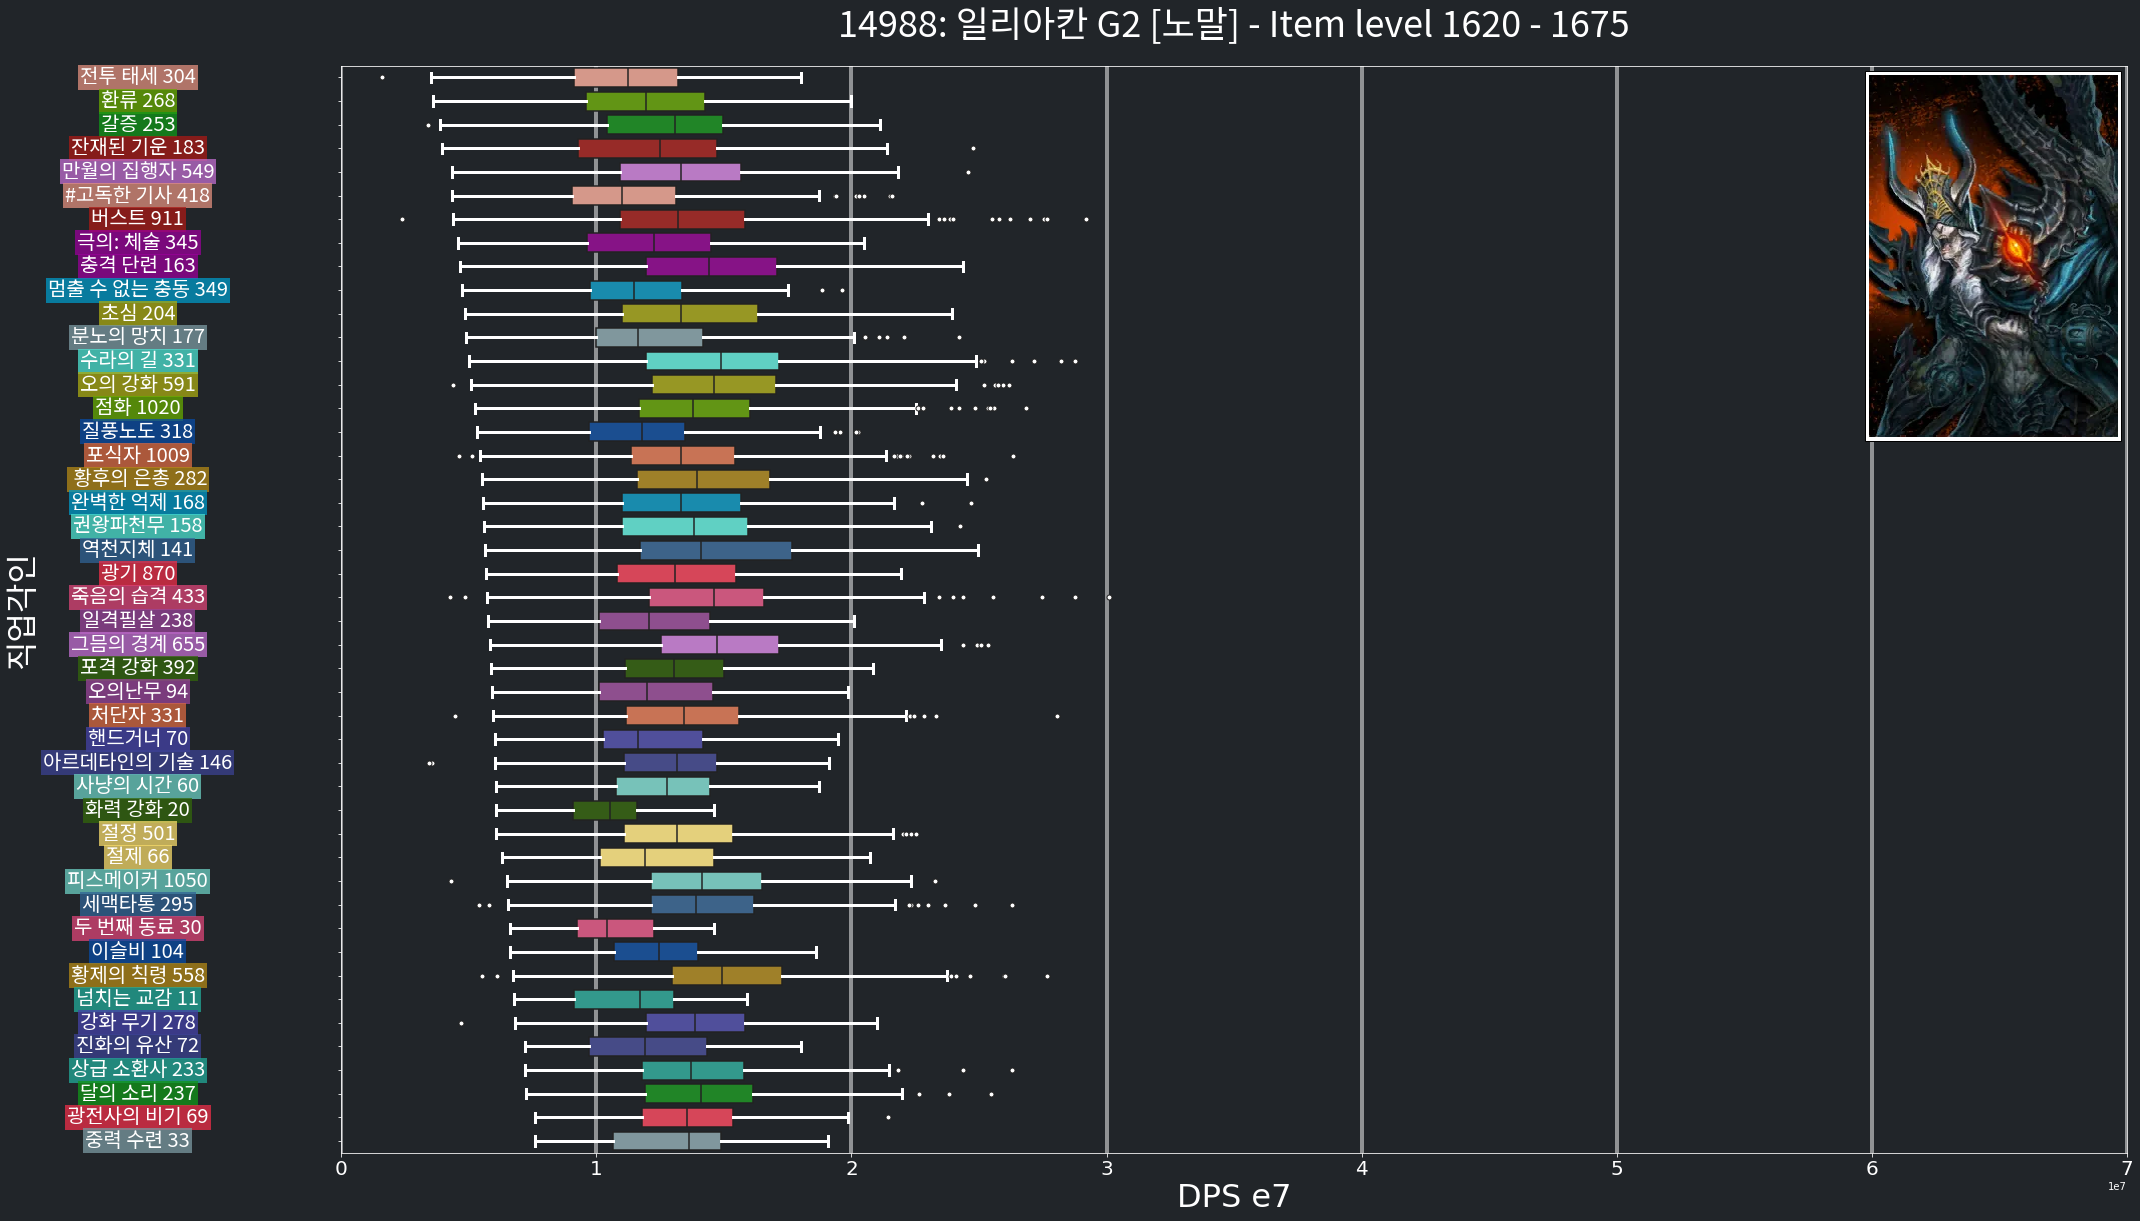 14988: 일리아칸 G2 [노말] - Item level 1620 - 1675
전투 태세 304
환류 268
갈증 253
잔재된 기운 183
만월의 집행자 549
#고독한 기사 418
버스트 911
극의: 체술 345
충격 단련 163
멈출 수 없는 충동 349
초심 204
분노의 망치 177
수라의 길 331
오의 강화 591
점화 1020
질풍노도 318
포식자 1009
황후의 은총 282
완벽한 억제 168
권왕파천무 158
역천지체 141
광기 870
죽음의 습격 433
일격필살 238
그믐의 경계 655
포격 강화 392
오의난무 94
처단자 331
핸드거너 70
아르데타인의 기술 146
사냥의 시간 60
화력 강화 20
절정 501
절제 66
피스메이커 1050
세맥타통 295
두 번째 동료 30
이슬비 104
황제의 칙령 558
넘치는 교감 11
강화 무기 278
진화의 유산 72
상급 소환사 233
달의 소리 237
광전사의 비기 69
중력 수련 33
직업각인
0 1 2 3 4 5 6 7
1e7
DPS e7